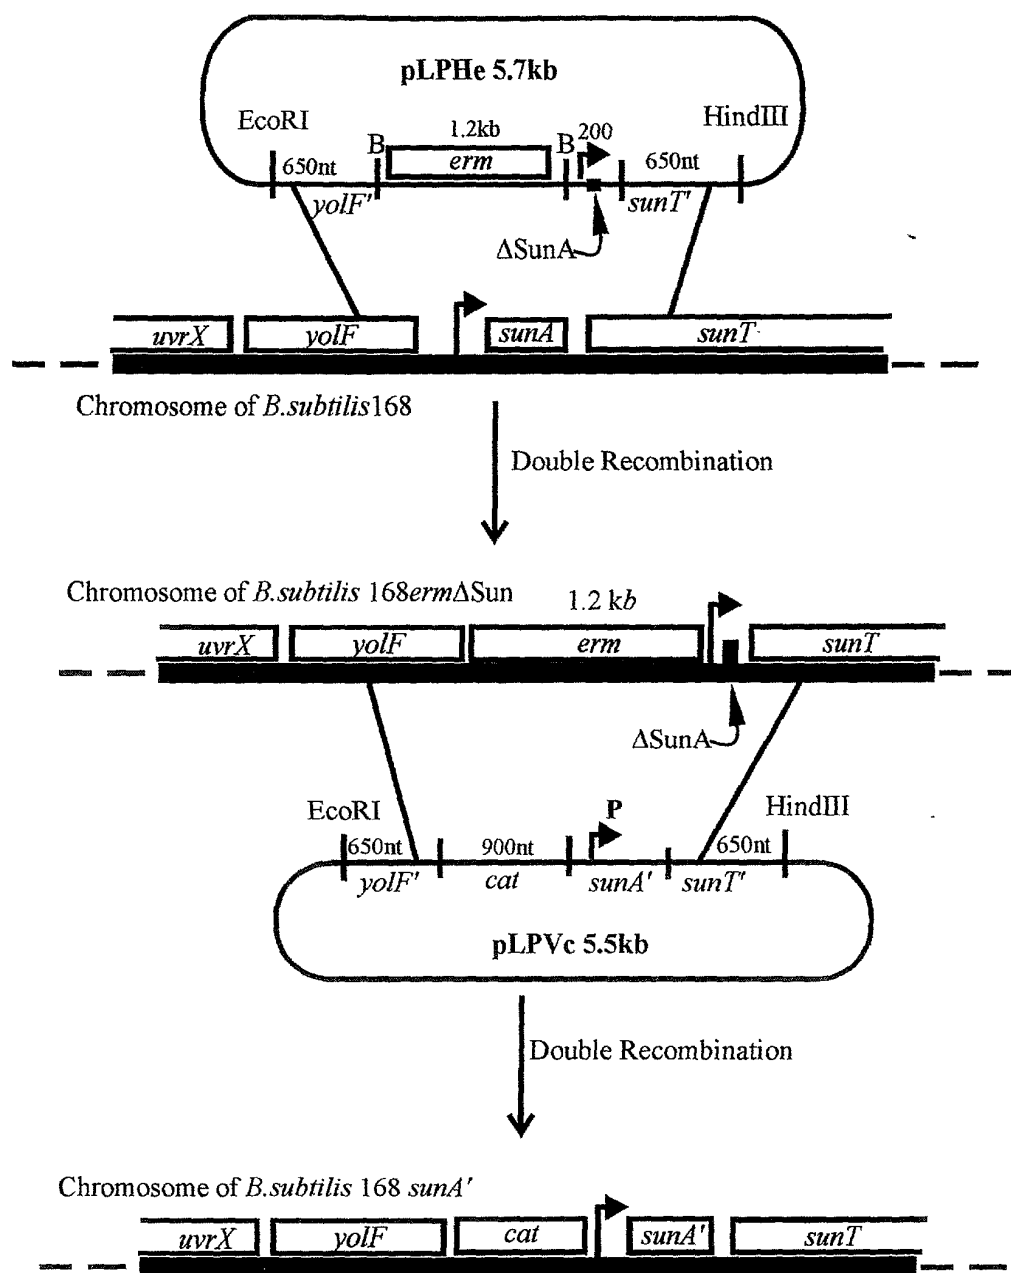 pLPHe 5.7kb
EcoRI
HindIII
1.2kb
B
B
200
650nt
erm
650nt
yolF'
sunT'
ΔSunA
uvrX
yolF
sunA
sunT
Chromosome of B.subtilis168
Double Recombination
Chromosome of B.subtilis 168ermΔSun
1.2 kb
uvrX
yolF
erm
sunT
ΔSunA
EcoRI
P
HindIII
650nt
900nt
650nt
yolF'
cat
sunA'
sunT'
pLPVc 5.5kb
Double Recombination
Chromosome of B.subtilis 168 sunA'
uvrX
yolF
cat
sunA'
sunT